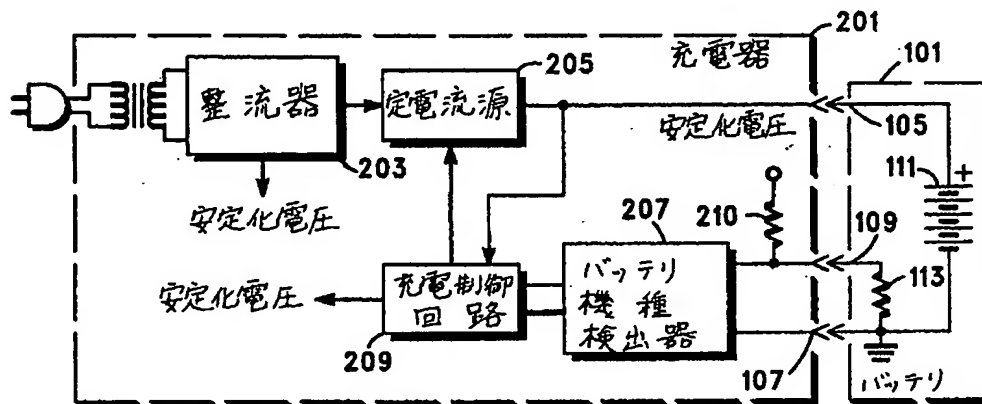 201
充電器
205
101
整流器
定電流源
安定化電圧
105
203
111
+
安定化電圧
210
207
109
バッテリ
機種
検出器
113
安定化電圧
充電制御
回路
209
107
バッテリ